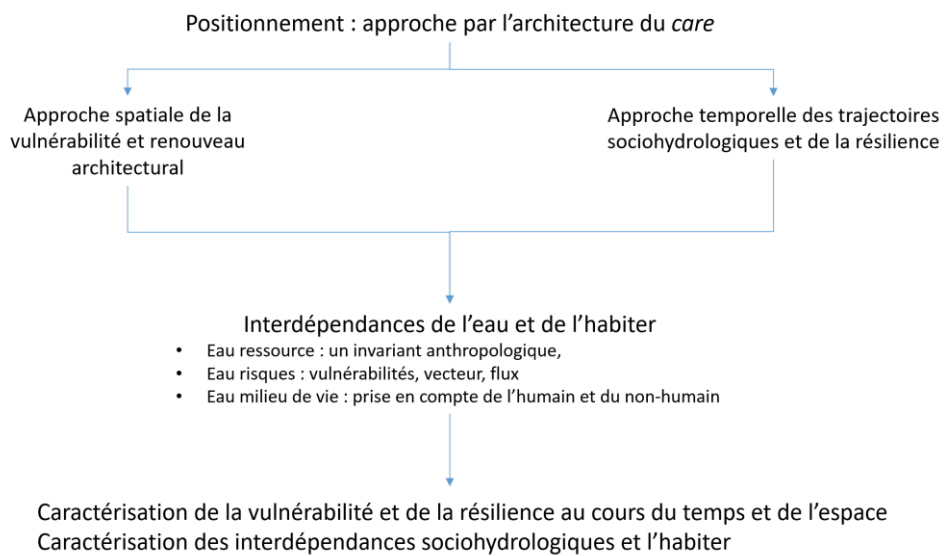 Positionnement : approche par l’architecture du care
Approche spatiale de la
vulnérabilité et renouveau
architectural
Approche temporelle des trajectoires
sociohydrologiques et de la résilience
Interdépendances de l’eau et de l’habiter
• Eau ressource : un invariant anthropologique,
• Eau risques : vulnérabilités, vecteur, flux
• Eau milieu de vie : prise en compte de l’humain et du non-humain
Caractérisation de la vulnérabilité et de la résilience au cours du temps et de l’espace
Caractérisation des interdépendances sociohydrologiques et l’habiter